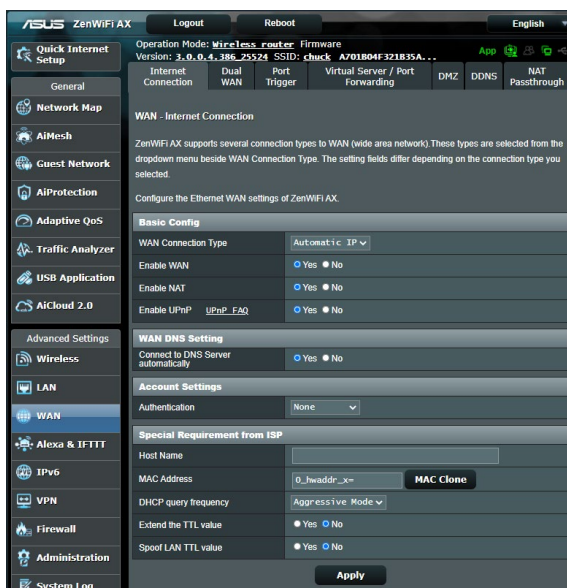 ASUS ZenWiFi AX Logout Reboot English
Quick Internet Setup
Operation Mode: Wireless router Firmware
Version: 3.0.0.4.386_25524 SSID: chuck A701B04F321B35A...
App
General
Network Map
AiMesh
Guest Network
AiProtection
Adaptive QoS
Traffic Analyzer
USB Application
AiCloud 2.0
Advanced Settings
Wireless
LAN
WAN
Alexa & IFTTT
IPv6
VPN
Firewall
Administration
System Log
Internet Connection
Dual WAN
Port Trigger
Virtual Server / Port Forwarding
DMZ
DDNS
NAT Passthrough
WAN - Internet Connection
ZenWiFi AX supports several connection types to WAN (wide area network).These types are selected from the
dropdown menu beside WAN Connection Type. The setting fields differ depending on the connection type you
selected.
Configure the Ethernet WAN settings of ZenWiFi AX.
Basic Config
WAN Connection Type Automatic IP
Enable WAN Yes No
Enable NAT Yes No
Enable UPnP UPnP FAQ Yes No
WAN DNS Setting
Connect to DNS Server
automatically Yes No
Account Settings
Authentication None
Special Requirement from ISP
Host Name
MAC Address 0_hwaddr_x= MAC Clone
DHCP query frequency Aggressive Mode
Extend the TTL value Yes No
Spoof LAN TTL value Yes No
Apply